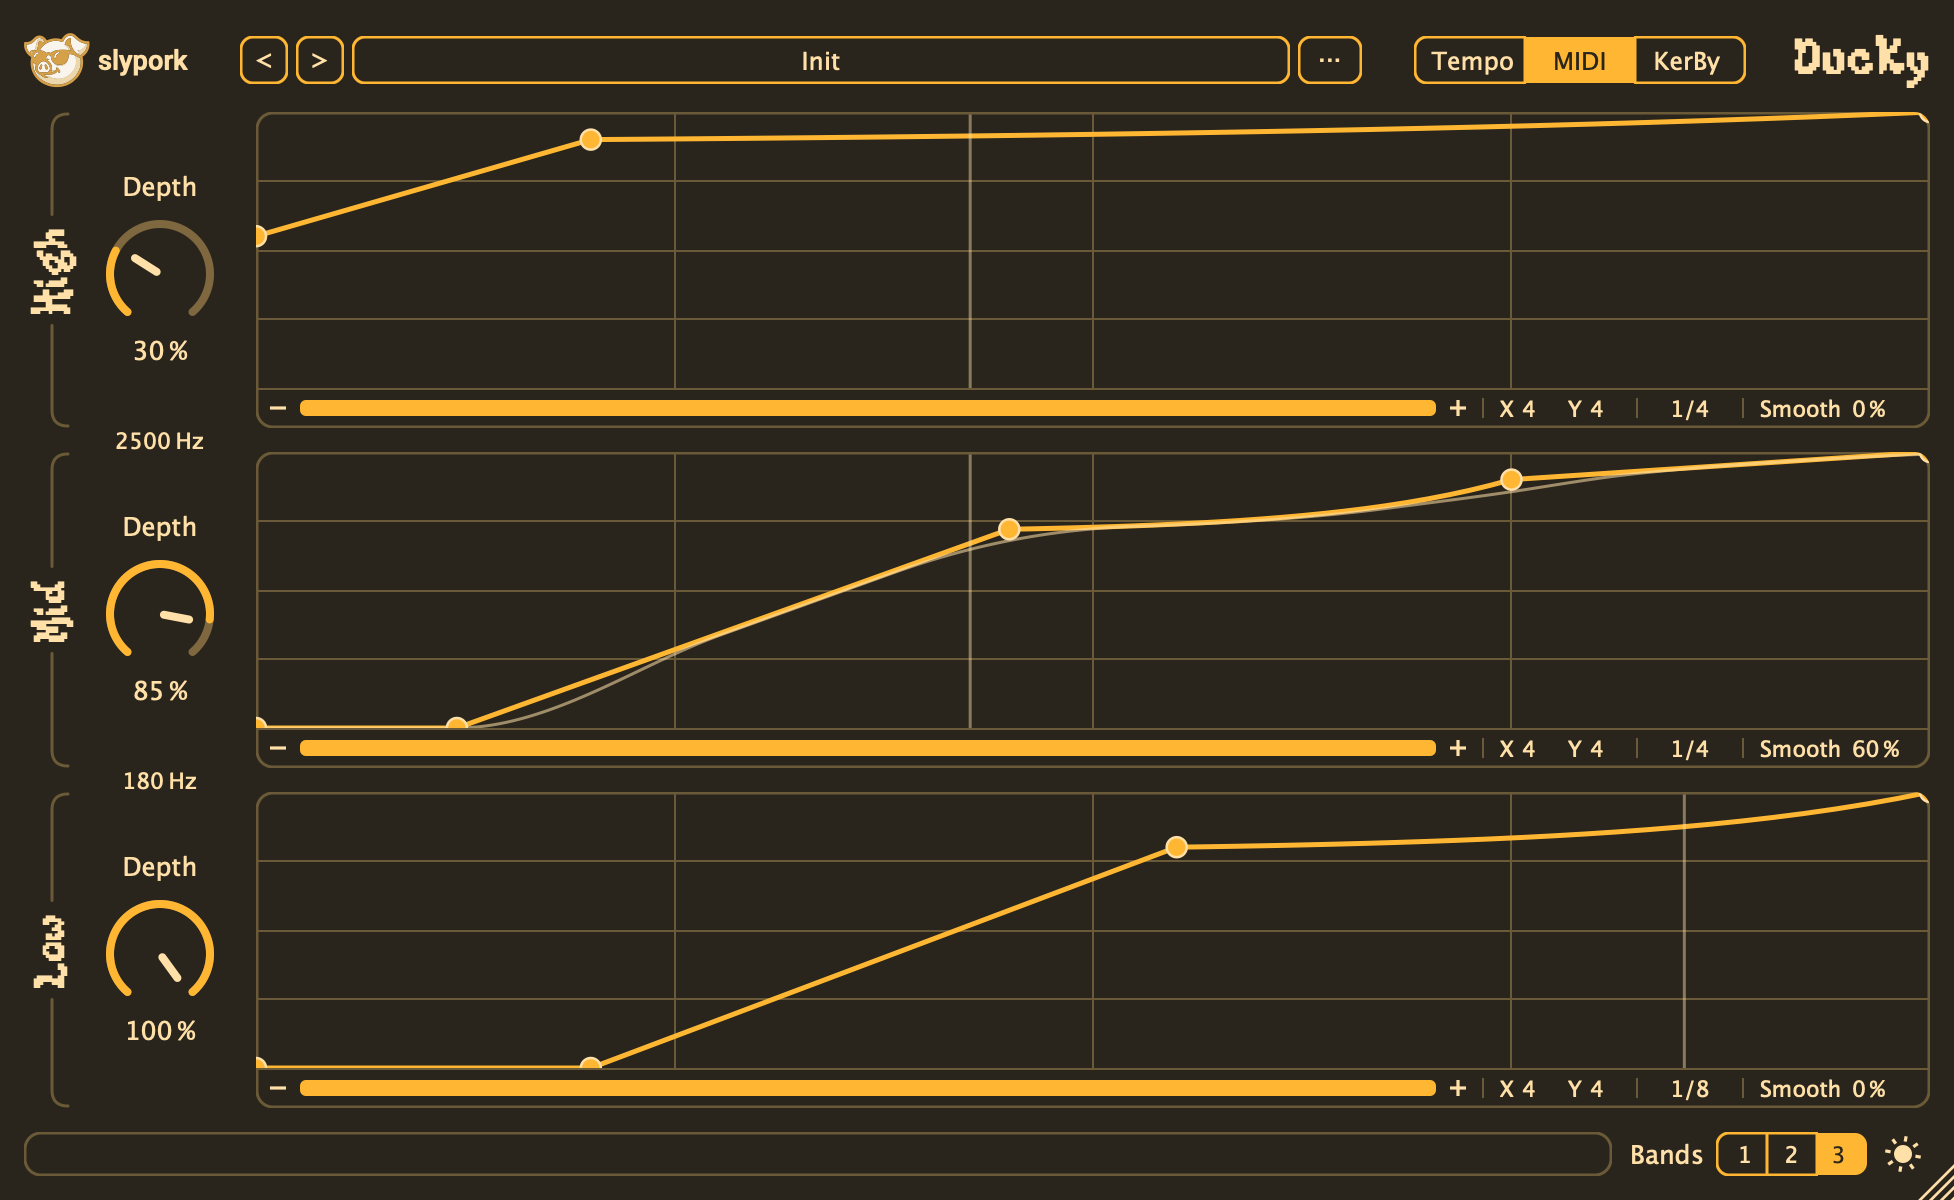 slypork < > Init ... Tempo MIDI KerBy DucKy
High
Depth
30 %
− + X 4 Y 4 1/4 Smooth 0 %
2500 Hz
Mid
Depth
85 %
− + X 4 Y 4 1/4 Smooth 60 %
180 Hz
Low
Depth
100 %
− + X 4 Y 4 1/8 Smooth 0 %
Bands 1 2 3